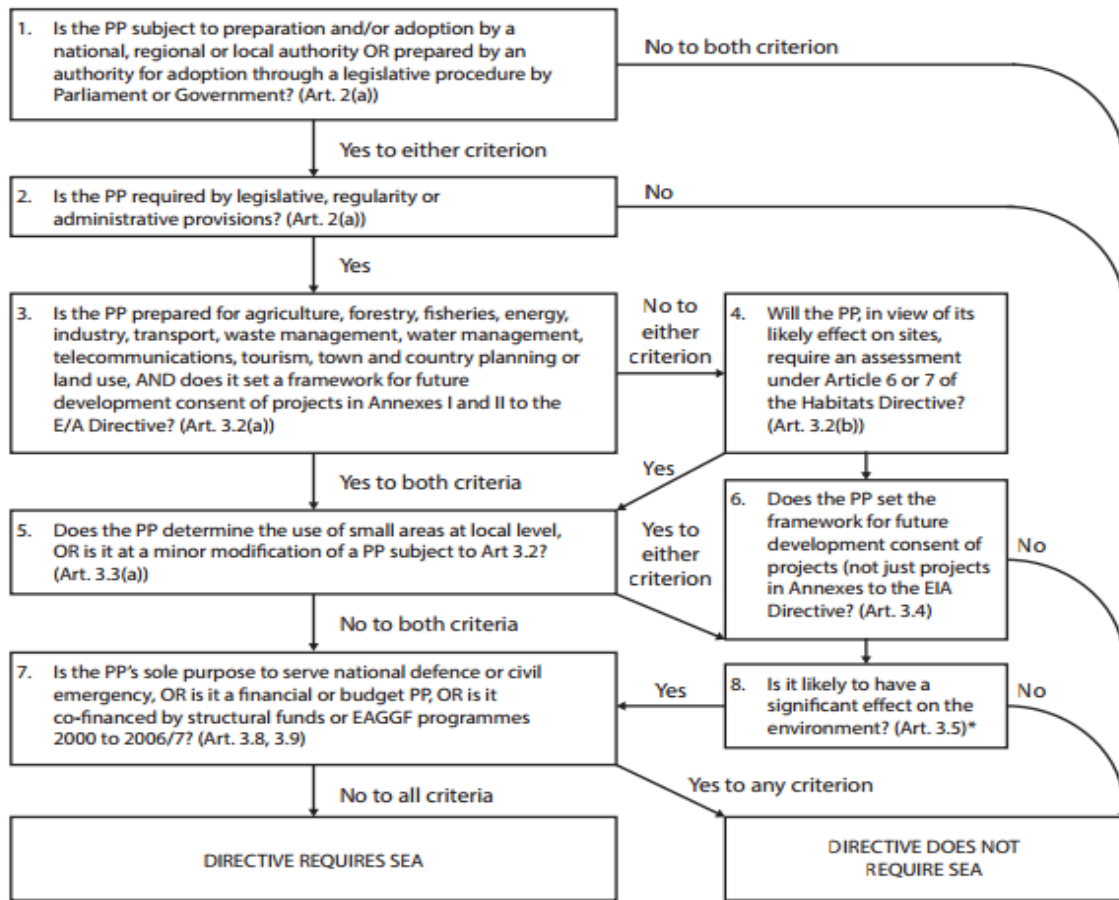 1. Is the PP subject to preparation and/or adoption by a
national, regional or local authority OR prepared by an
authority for adoption through a legislative procedure by
Parliament or Government? (Art. 2(a))
No to both criterion
Yes to either criterion
2. Is the PP required by legislative, regularity or
administrative provisions? (Art. 2(a))
No
Yes
3. Is the PP prepared for agriculture, forestry, fisheries, energy,
industry, transport, waste management, water management,
telecommunications, tourism, town and country planning or
land use, AND does it set a framework for future
development consent of projects in Annexes I and II to the
E/A Directive? (Art. 3.2(a))
No to
either
criterion
4. Will the PP, in view of its
likely effect on sites,
require an assessment
under Article 6 or 7 of
the Habitats Directive?
(Art. 3.2(b))
Yes to both criteria
Yes
5. Does the PP determine the use of small areas at local level,
OR is it at a minor modification of a PP subject to Art 3.2?
(Art. 3.3(a))
Yes to
either
criterion
6. Does the PP set the
framework for future
development consent of
projects (not just projects
in Annexes to the EIA
Directive? (Art. 3.4)
No
No to both criteria
7. Is the PP's sole purpose to serve national defence or civil
emergency, OR is it a financial or budget PP, OR is it
co-financed by structural funds or EAGGF programmes
2000 to 2006/7? (Art. 3.8, 3.9)
Yes
8. Is it likely to have a
significant effect on the
environment? (Art. 3.5)*
No
No to all criteria
Yes to any criterion
DIRECTIVE REQUIRES SEA
DIRECTIVE DOES NOT
REQUIRE SEA